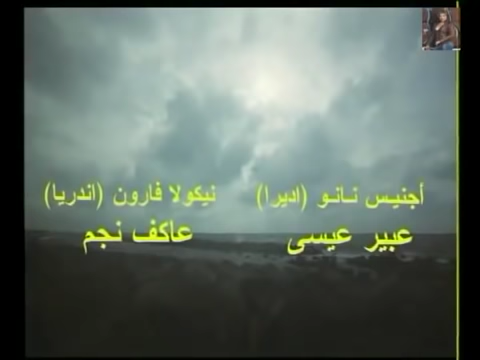 أجنيس نانو (اديرا)
عبير عيسى
نيكولا فارون (اندريا)
عاكف نجم